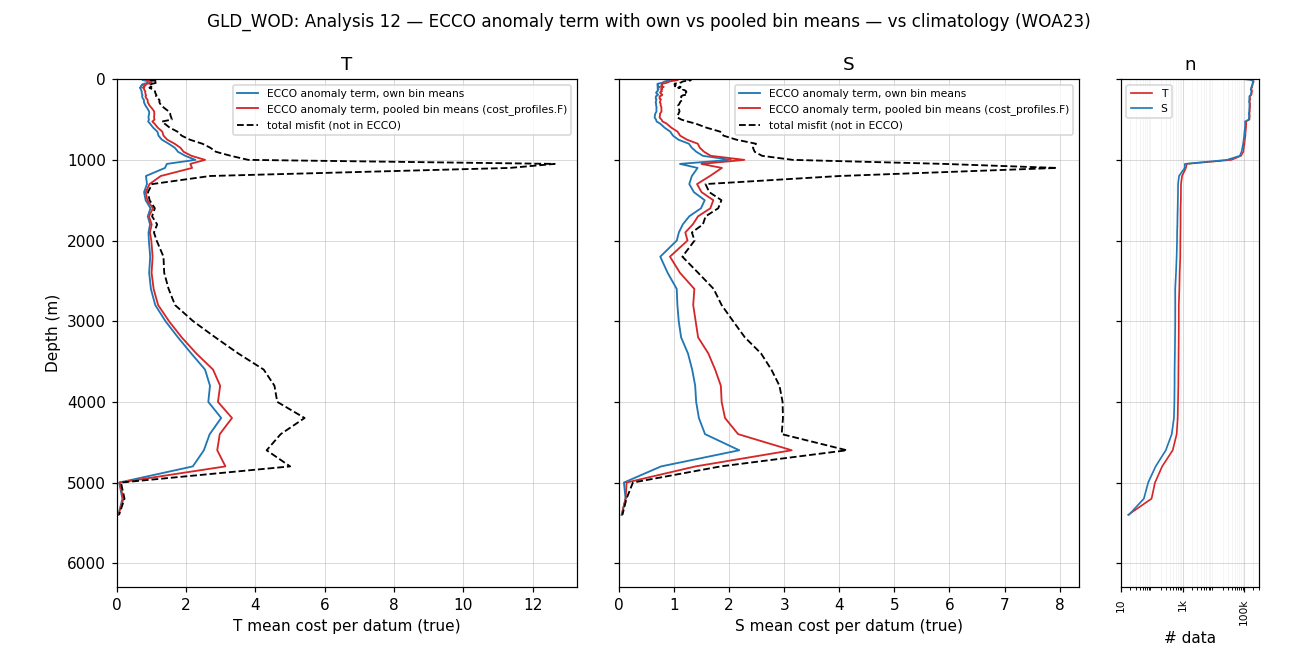 GLD_WOD: Analysis 12 — ECCO anomaly term with own vs pooled bin means — vs climatology (WOA23)
T
S
n
ECCO anomaly term, own bin means
ECCO anomaly term, pooled bin means (cost_profiles.F)
total misfit (not in ECCO)
ECCO anomaly term, own bin means
ECCO anomaly term, pooled bin means (cost_profiles.F)
total misfit (not in ECCO)
T
S
Depth (m)
0
1000
2000
3000
4000
5000
6000
0 2 4 6 8 10 12
0 1 2 3 4 5 6 7 8
10 1k 100k
T mean cost per datum (true)
S mean cost per datum (true)
# data